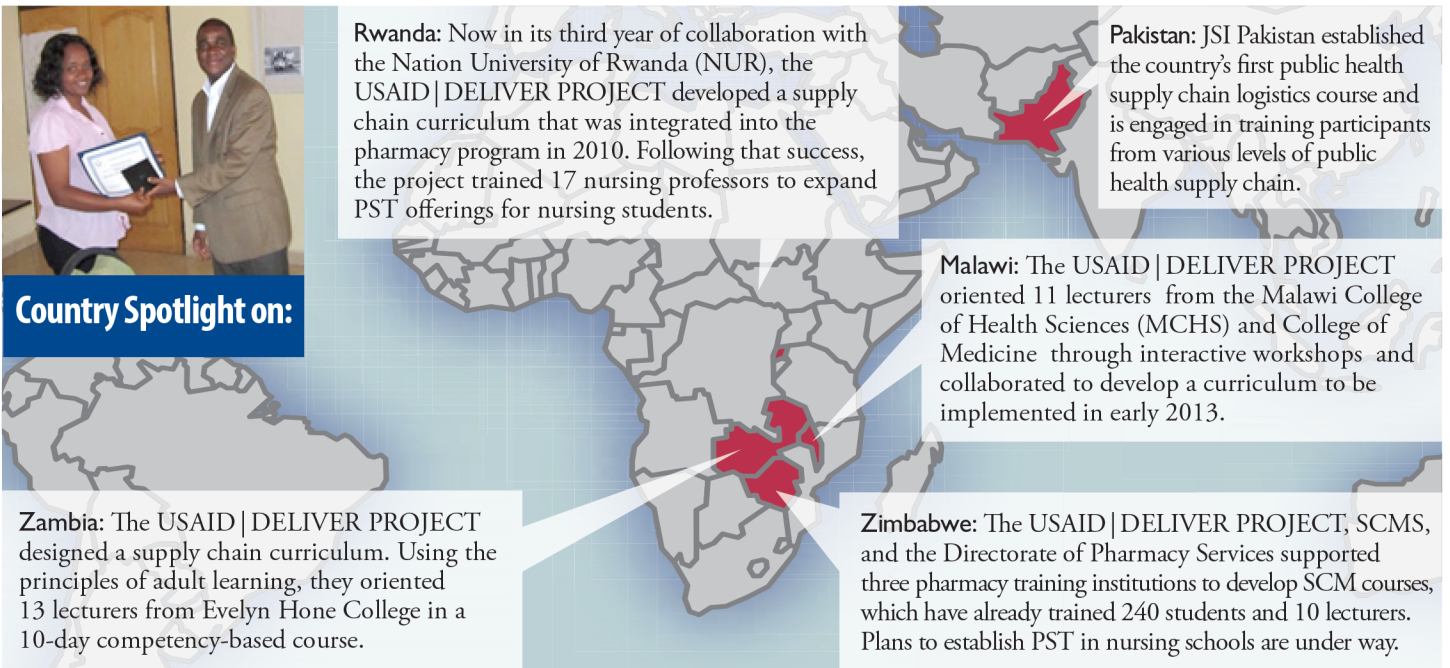 Rwanda: Now in its third year of collaboration with
the Nation University of Rwanda (NUR), the
USAID | DELIVER PROJECT developed a supply
chain curriculum that was integrated into the
pharmacy program in 2010. Following that success,
the project trained 17 nursing professors to expand
PST offerings for nursing students.
Pakistan: JSI Pakistan established
the country’s first public health
supply chain logistics course and
is engaged in training participants
from various levels of public
health supply chain.
Country Spotlight on:
Malawi: The USAID | DELIVER PROJECT
oriented 11 lecturers from the Malawi College
of Health Sciences (MCHS) and College of
Medicine through interactive workshops and
collaborated to develop a curriculum to be
implemented in early 2013.
Zambia: The USAID | DELIVER PROJECT
designed a supply chain curriculum. Using the
principles of adult learning, they oriented
13 lecturers from Evelyn Hone College in a
10-day competency-based course.
Zimbabwe: The USAID | DELIVER PROJECT, SCMS,
and the Directorate of Pharmacy Services supported
three pharmacy training institutions to develop SCM courses,
which have already trained 240 students and 10 lecturers.
Plans to establish PST in nursing schools are under way.